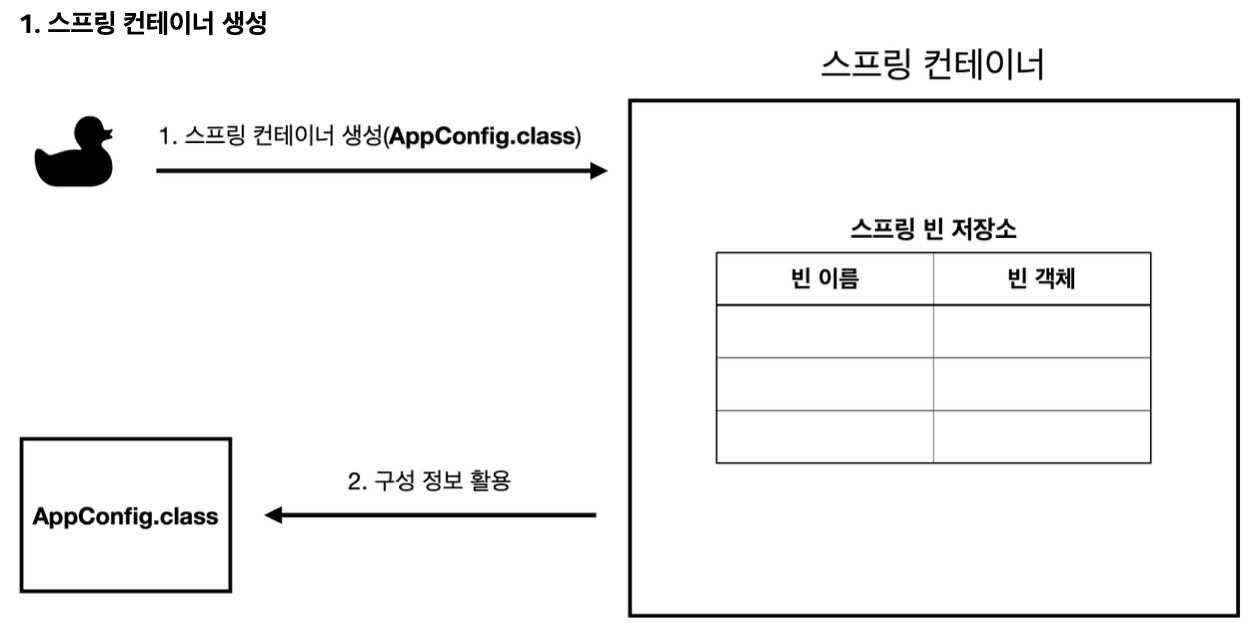 1. 스프링 컨테이너 생성
스프링 컨테이너
1. 스프링 컨테이너 생성(AppConfig.class)
스프링 빈 저장소
빈 이름
빈 객체
2. 구성 정보 활용
AppConfig.class